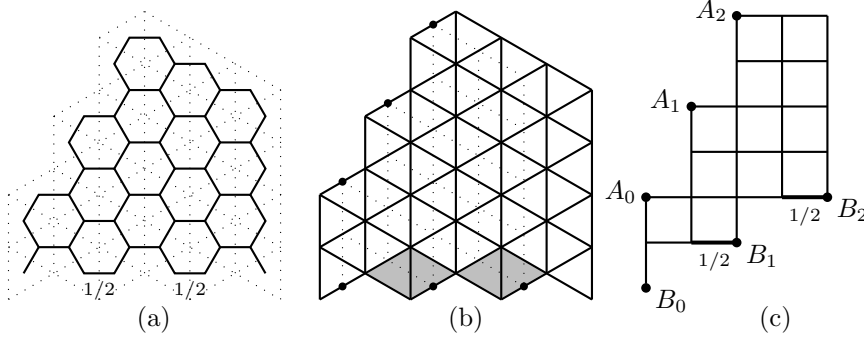 A₂
A₁
A₀
B₂
1/2
B₁
1/2
B₀
1/2 1/2
(a) (b) (c)